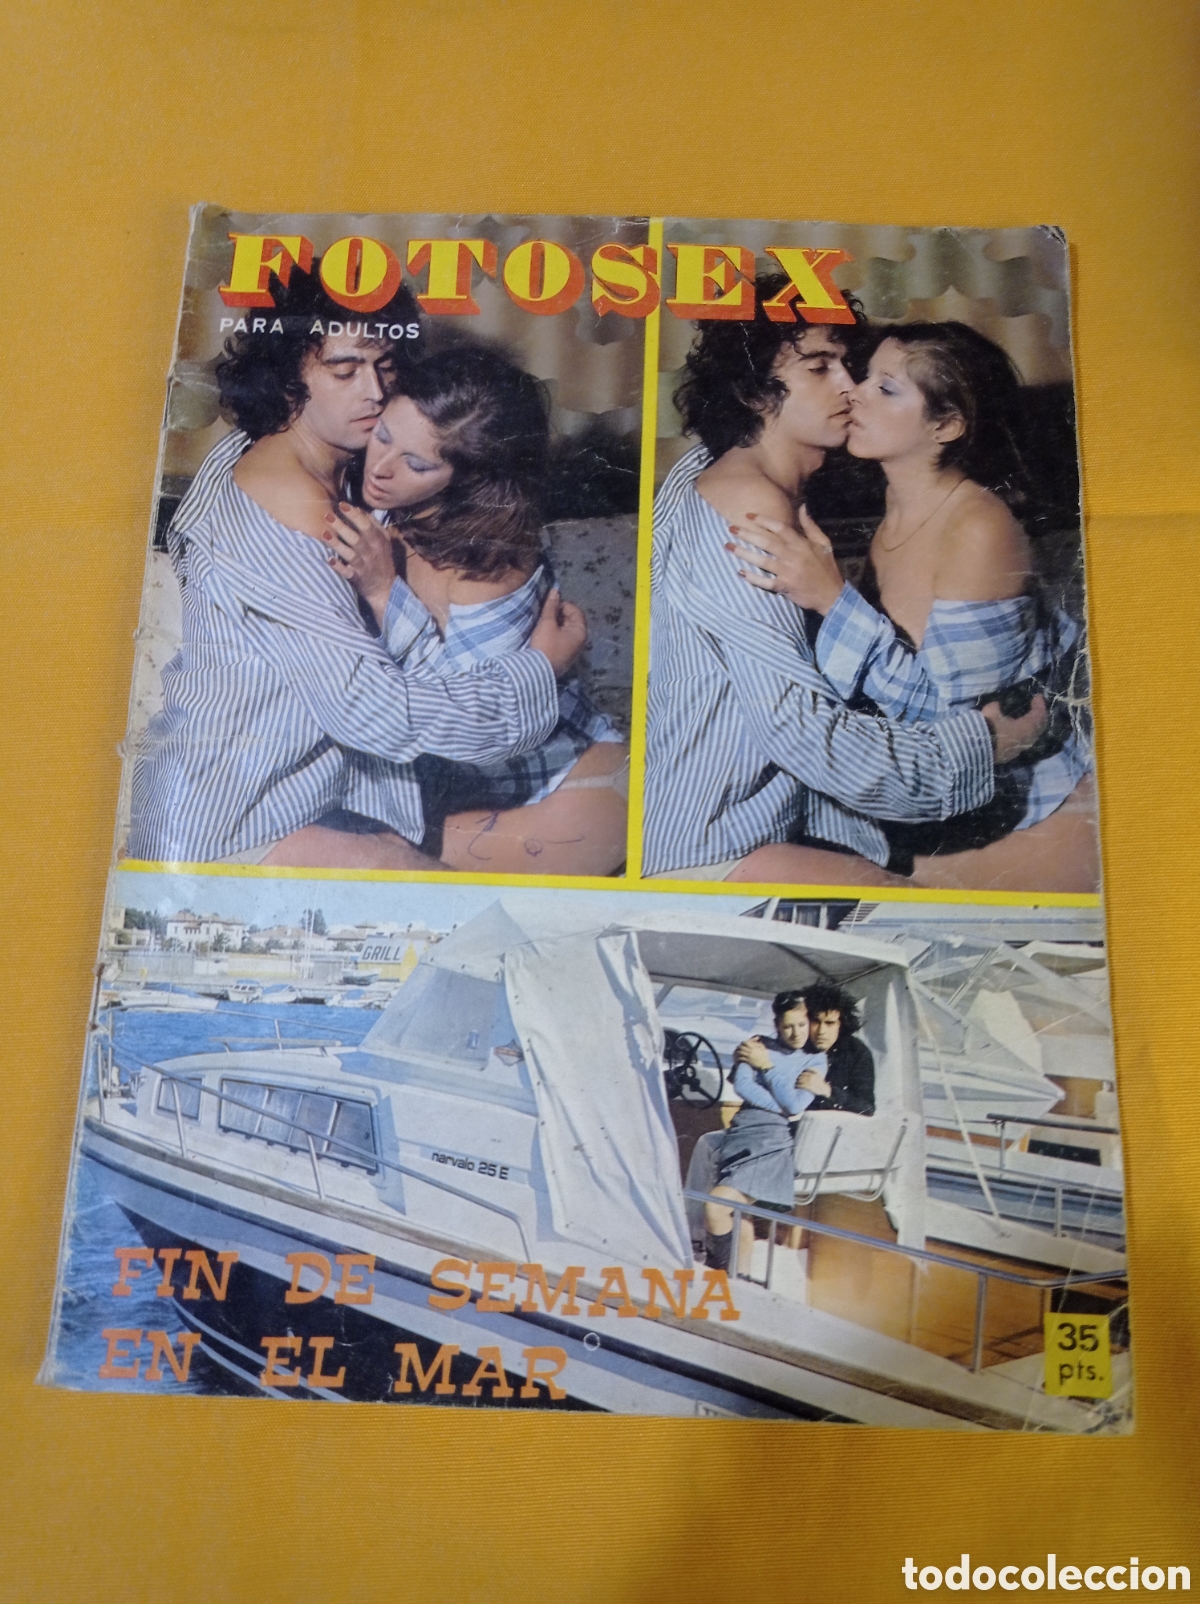 FOTOSEX
PARA ADULTOS
GRILL
narvalo 25 E
FIN DE SEMANA
EN EL MAR
35
pts.
todocoleccion